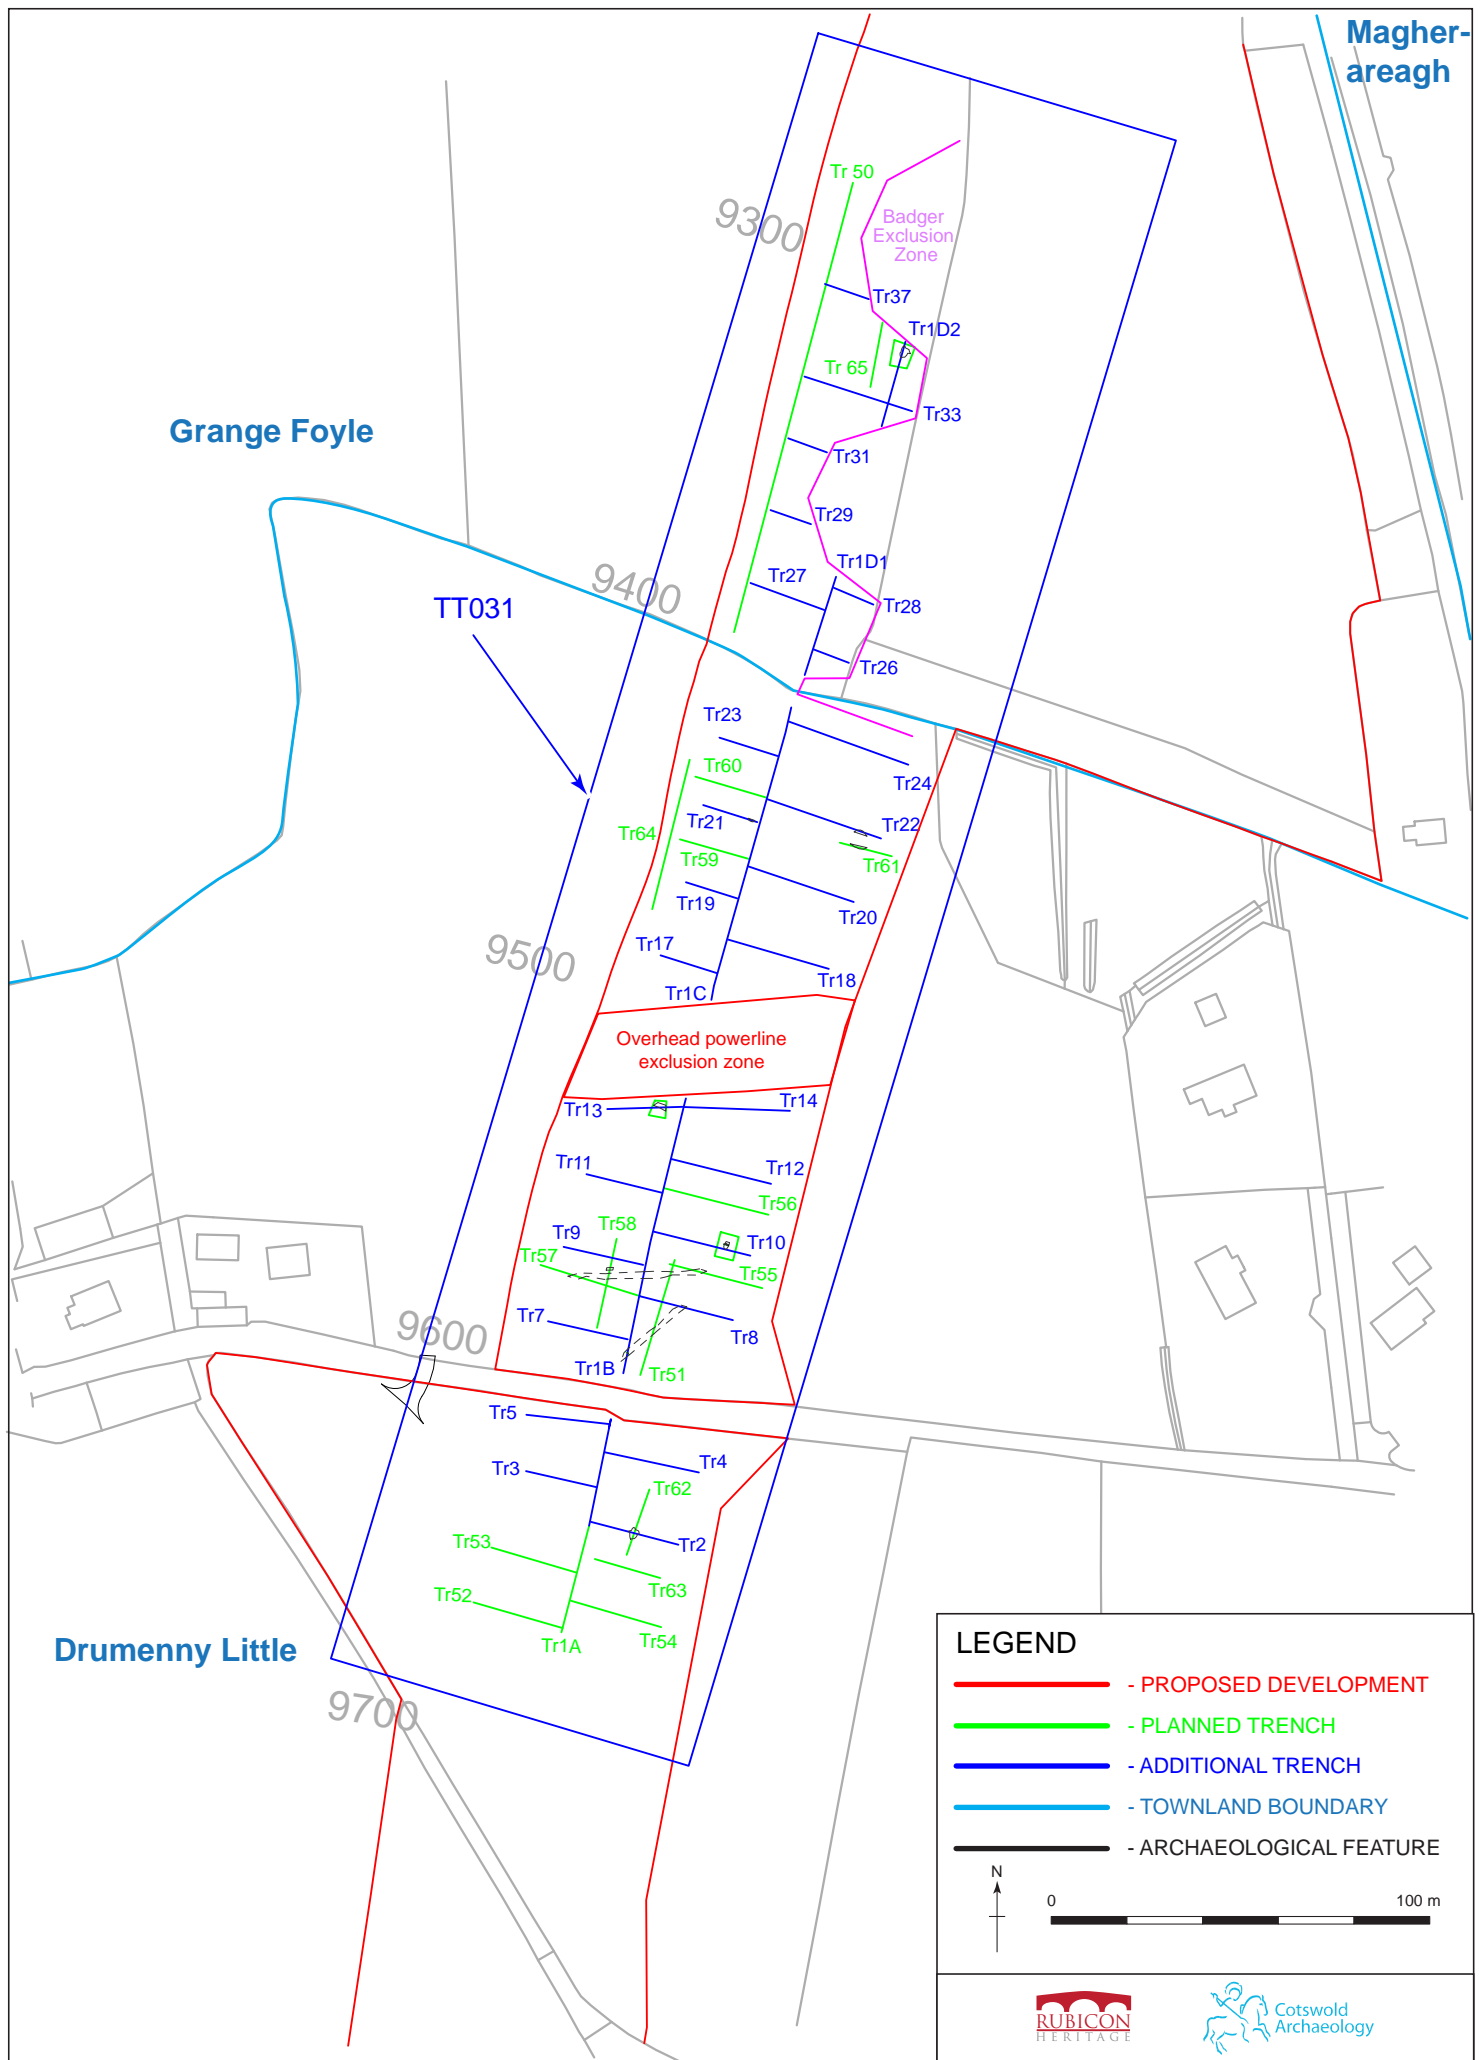 Magher-
areagh
Tr 50
9300
Badger
Exclusion
Zone
Tr37
Tr1D2
Tr 65
Tr33
Grange Foyle
Tr31
Tr29
Tr1D1
9400
Tr27
TT031
Tr28
Tr26
Tr23
Tr60
Tr24
Tr21
Tr22
Tr64
Tr59
Tr61
Tr19
Tr20
Tr17
9500
Tr18
Tr1C
Overhead powerline
exclusion zone
Tr13
Tr14
Tr11
Tr12
Tr56
Tr58
Tr9
Tr10
Tr57
Tr55
Tr7
9600
Tr8
Tr1B
Tr51
Tr5
Tr4
Tr3
Tr62
Tr53
Tr2
Tr52
Tr63
Tr1A
Tr54
Drumenny Little
9700
LEGEND
- PROPOSED DEVELOPMENT
- PLANNED TRENCH
- ADDITIONAL TRENCH
- TOWNLAND BOUNDARY
- ARCHAEOLOGICAL FEATURE
N
0 100 m
RUBICON
HERITAGE
Cotswold
Archaeology